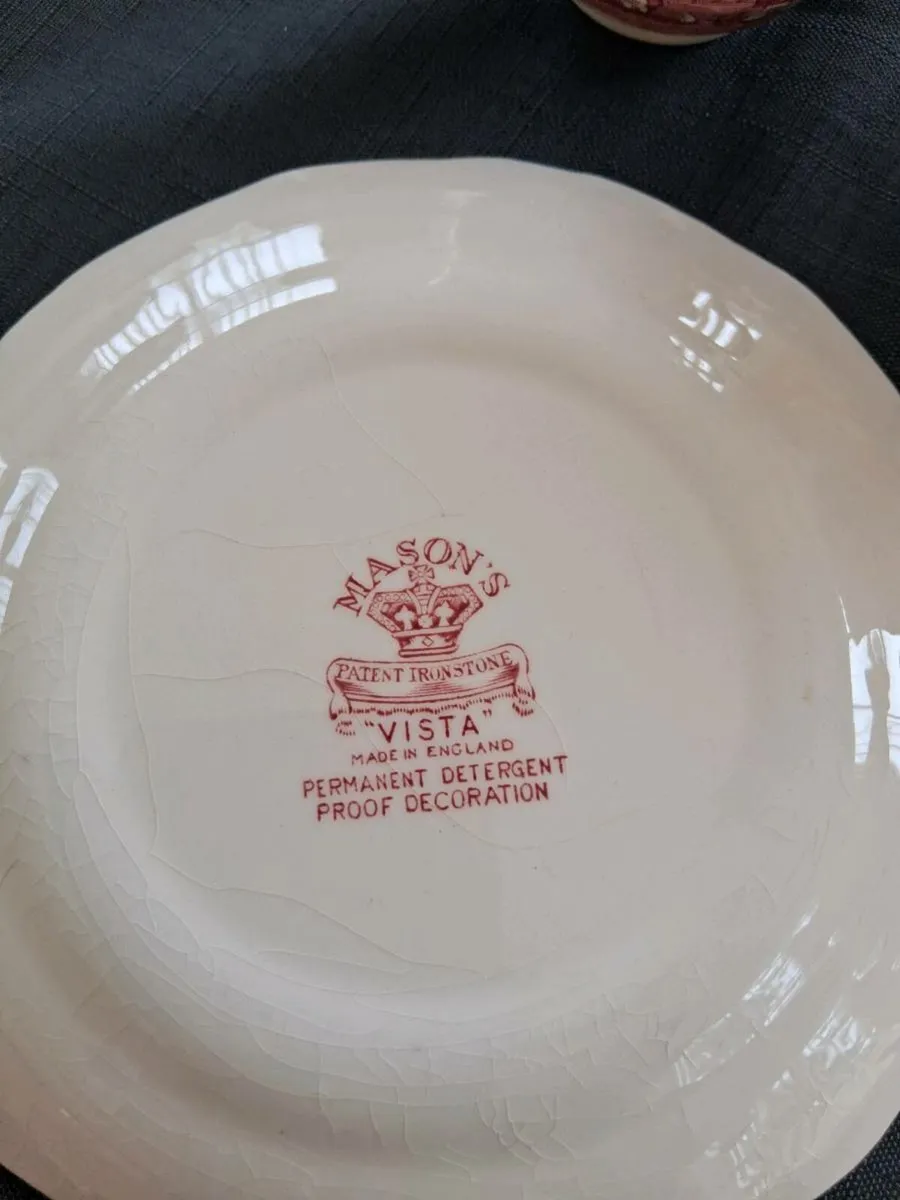 MASON'S
PATENT IRONSTONE
"VISTA"
MADE IN ENGLAND
PERMANENT DETERGENT
PROOF DECORATION